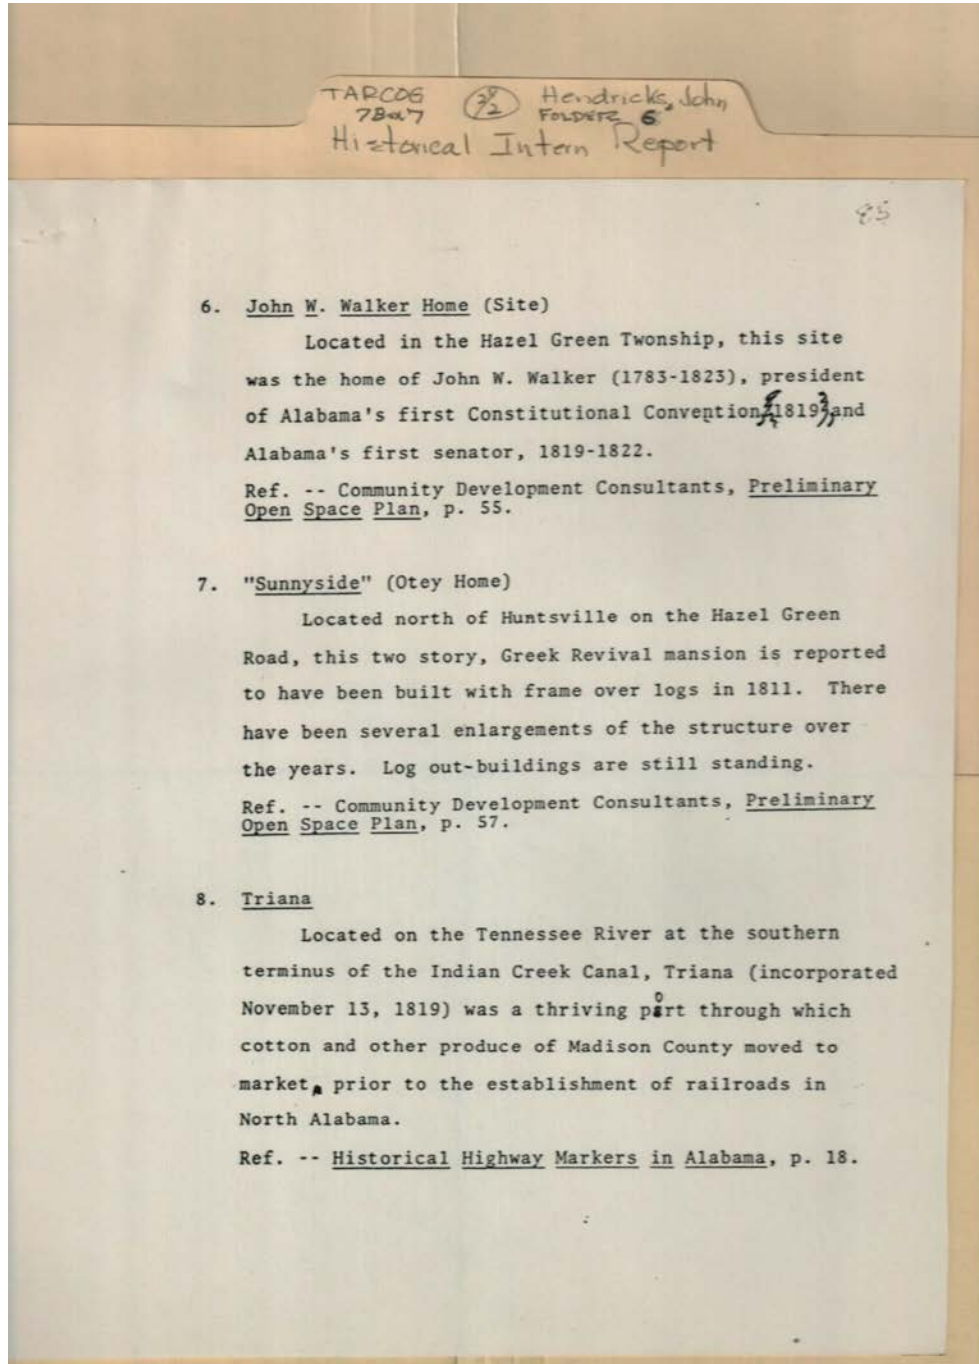 TARCOG Hendricks, John
FOLDER 6
Historical Intern Report
6. John W. Walker Home (Site)
Located in the Hazel Green Twonship, this site
was the home of John W. Walker (1783-1823), president
of Alabama's first Constitutional Convention (1819), and
Alabama's first senator, 1819-1822.
Ref. -- Community Development Consultants, Preliminary
Open Space Plan, p. 55.
7. "Sunnyside" (Otey Home)
Located north of Huntsville on the Hazel Green
Road, this two story, Greek Revival mansion is reported
to have been built with frame over logs in 1811. There
have been several enlargements of the structure over
the years. Log out-buildings are still standing.
Ref. -- Community Development Consultants, Preliminary
Open Space Plan, p. 57.
8. Triana
Located on the Tennessee River at the southern
terminus of the Indian Creek Canal, Triana (incorporated
November 13, 1819) was a thriving port through which
cotton and other produce of Madison County moved to
market prior to the establishment of railroads in
North Alabama.
Ref. -- Historical Highway Markers in Alabama, p. 18.